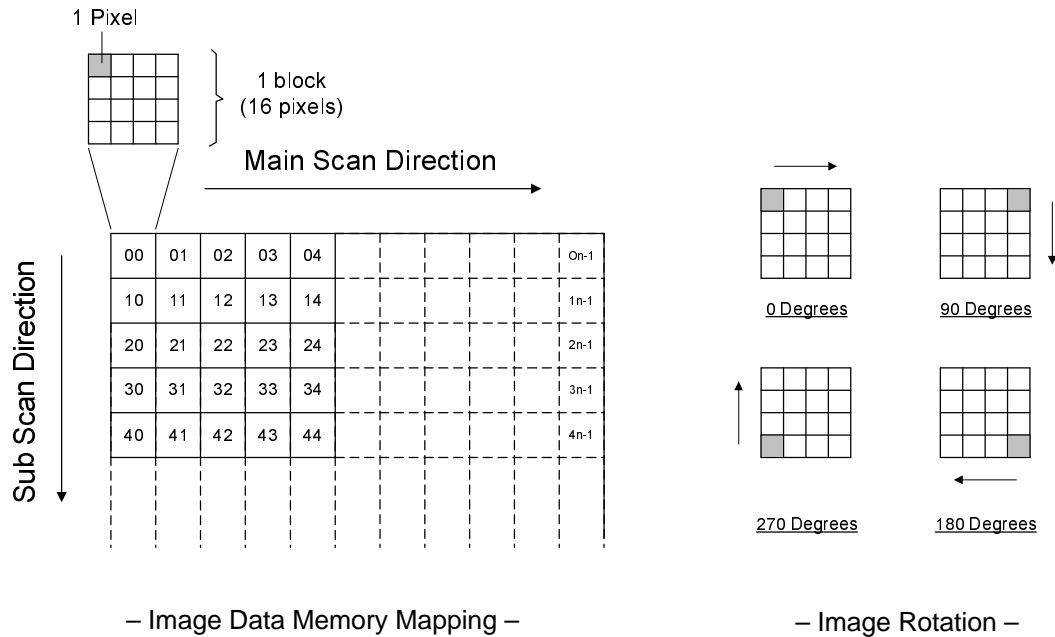 1 Pixel
1 block
(16 pixels)
Main Scan Direction
Sub Scan Direction
00 01 02 03 04 On-1
10 11 12 13 14 1n-1
20 21 22 23 24 2n-1
30 31 32 33 34 3n-1
40 41 42 43 44 4n-1
0 Degrees
90 Degrees
270 Degrees
180 Degrees
– Image Data Memory Mapping –
– Image Rotation –